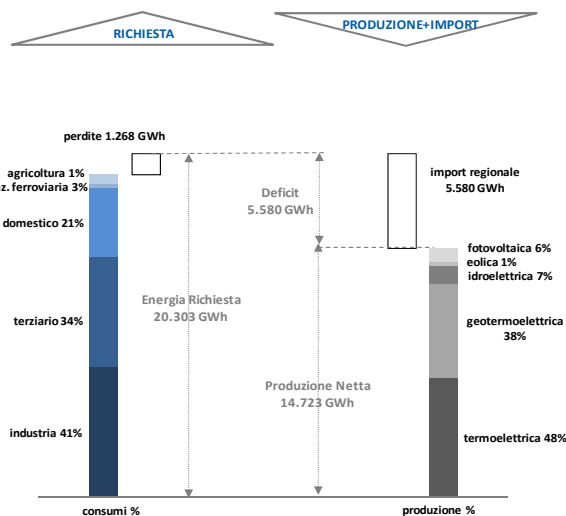 RICHIESTA
PRODUZIONE+IMPORT
perdite 1.268 GWh
agricoltura 1%
z. ferroviaria 3%
domestico 21%
terziario 34%
industria 41%
consumi %
Energia Richiesta
20.303 GWh
Deficit
5.580 GWh
Produzione Netta
14.723 GWh
import regionale
5.580 GWh
fotovoltaica 6%
eolica 1%
idroelettrica 7%
geotermoelettrica
38%
termoelettrica 48%
produzione %